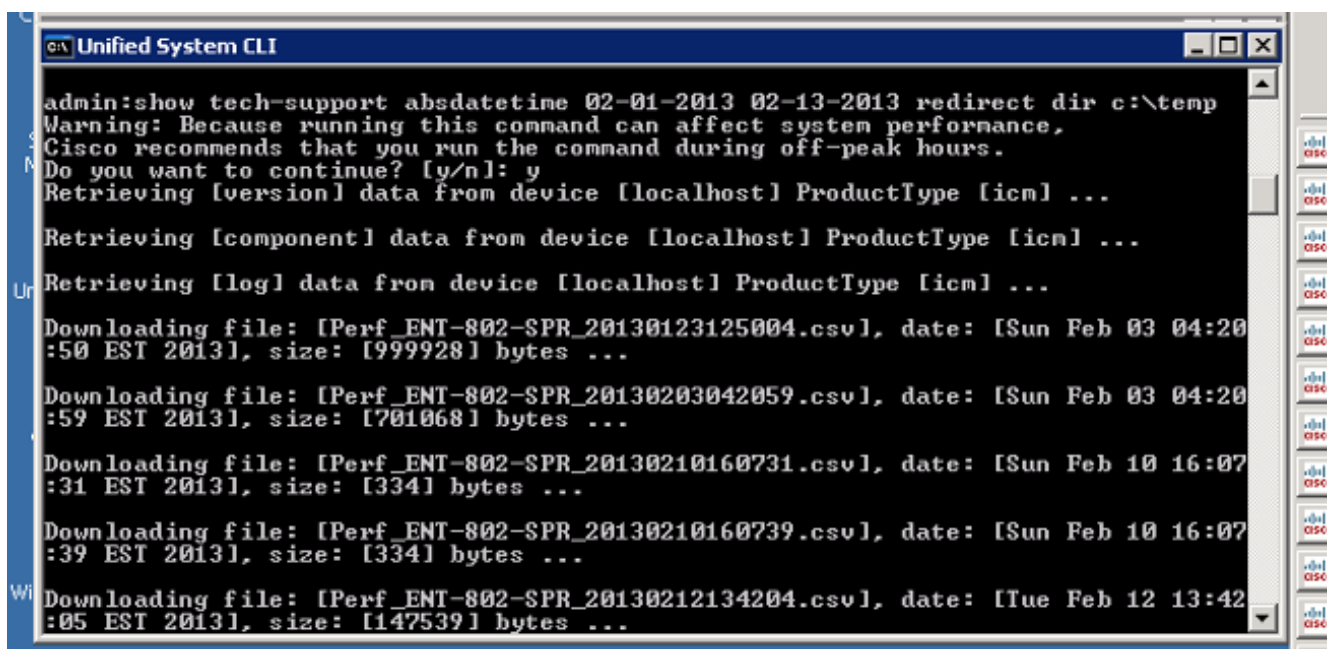 Unified System CLI
admin:show tech-support absdatetime 02-01-2013 02-13-2013 redirect dir c:\temp
Warning: Because running this command can affect system performance,
Cisco recommends that you run the command during off-peak hours.
Do you want to continue? [y/n]: y
Retrieving [version] data from device [localhost] ProductType [icm] ...
Retrieving [component] data from device [localhost] ProductType [icm] ...
Retrieving [log] data from device [localhost] ProductType [icm] ...
Downloading file: [Perf_ENT-802-SPR_20130123125004.csv], date: [Sun Feb 03 04:20
:50 EST 2013], size: [999928] bytes ...
Downloading file: [Perf_ENT-802-SPR_20130203042059.csv], date: [Sun Feb 03 04:20
:59 EST 2013], size: [701068] bytes ...
Downloading file: [Perf_ENT-802-SPR_20130210160731.csv], date: [Sun Feb 10 16:07
:31 EST 2013], size: [334] bytes ...
Downloading file: [Perf_ENT-802-SPR_20130210160739.csv], date: [Sun Feb 10 16:07
:39 EST 2013], size: [334] bytes ...
Downloading file: [Perf_ENT-802-SPR_20130212134204.csv], date: [Tue Feb 12 13:42
:05 EST 2013], size: [147539] bytes ...